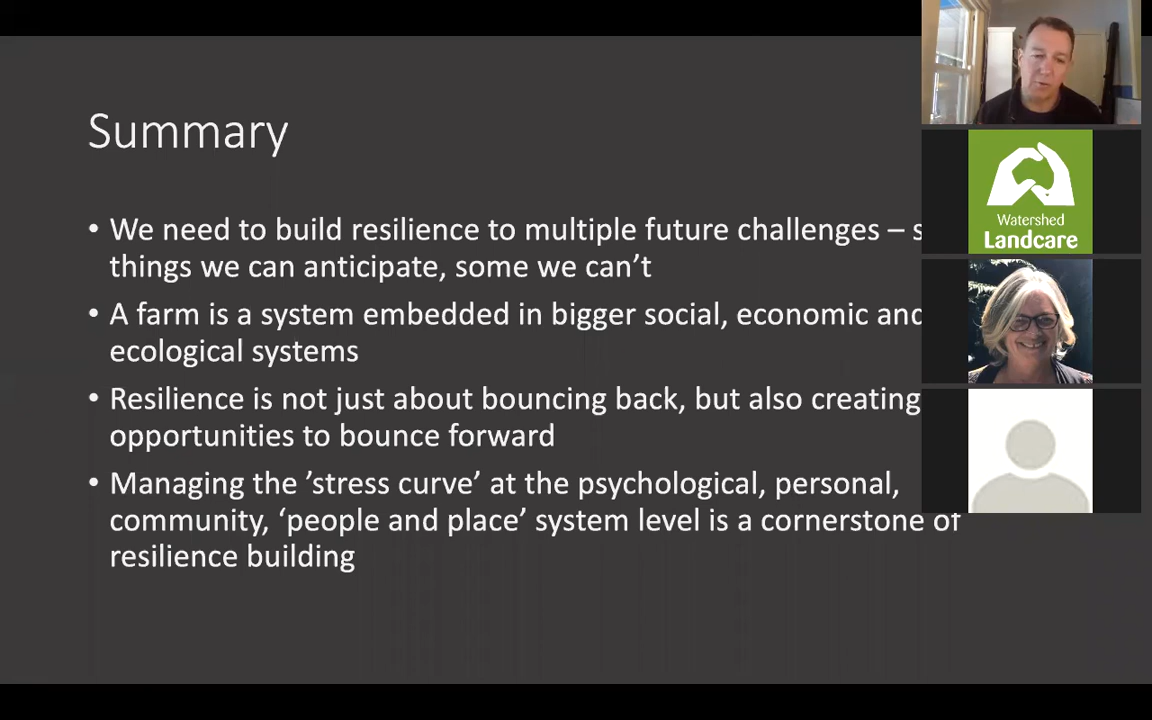 Summary
• We need to build resilience to multiple future challenges –
things we can anticipate, some we can’t
• A farm is a system embedded in bigger social, economic and
ecological systems
• Resilience is not just about bouncing back, but also creating
opportunities to bounce forward
• Managing the ’stress curve’ at the psychological, personal,
community, ‘people and place’ system level is a cornerstone of
resilience building
Watershed
Landcare